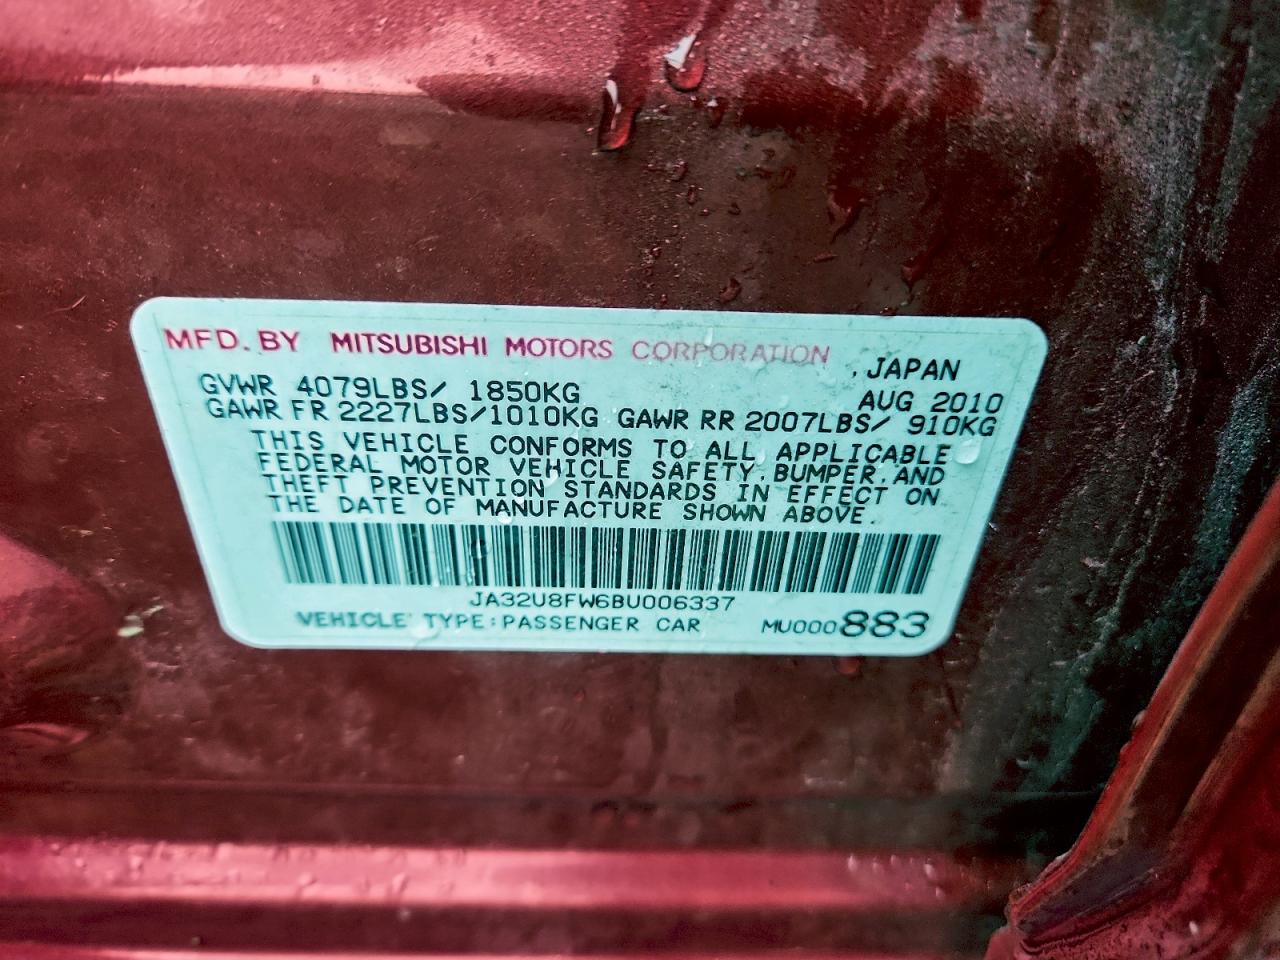 MFD. BY MITSUBISHI MOTORS CORPORATION
, JAPAN
GVWR 4079LBS/ 1850KG AUG 2010
GAWR FR 2227LBS/1010KG GAWR RR 2007LBS/ 910KG
THIS VEHICLE CONFORMS TO ALL APPLICABLE
FEDERAL MOTOR VEHICLE SAFETY, BUMPER, AND
THEFT PREVENTION STANDARDS IN EFFECT ON
THE DATE OF MANUFACTURE SHOWN ABOVE.
JA32U8FW6BU006337
VEHICLE TYPE:PASSENGER CAR MU000883